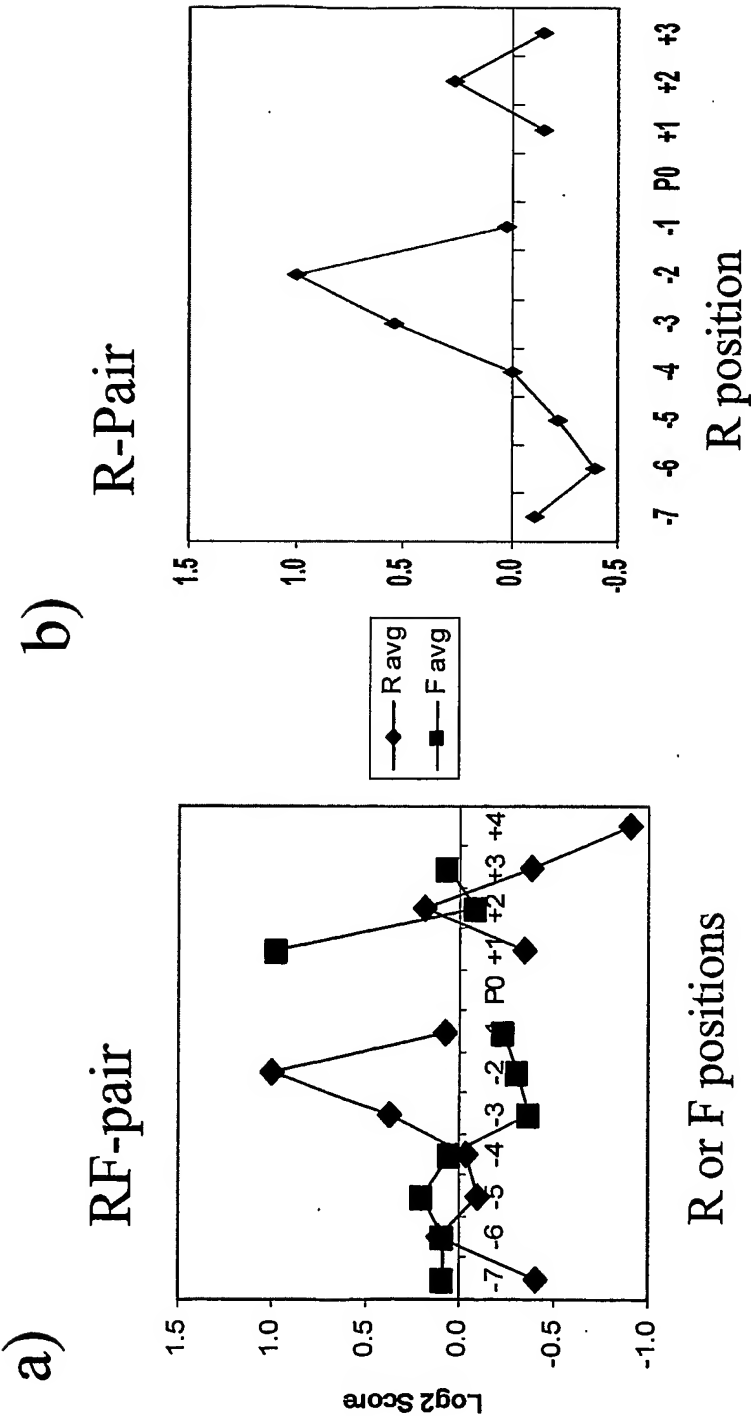 a)
RF-pair
1.5
1.0
0.5
0.0
-0.5
-1.0
Log2 Score
-7 -6 -5 -4 -3 -2 P0 +1 +2 +3 +4
R or F positions
R avg
F avg
b)
R-Pair
1.5
1.0
0.5
0.0
-0.5
-7 -6 -5 -4 -3 -2 -1 P0 +1 +2 +3
R position